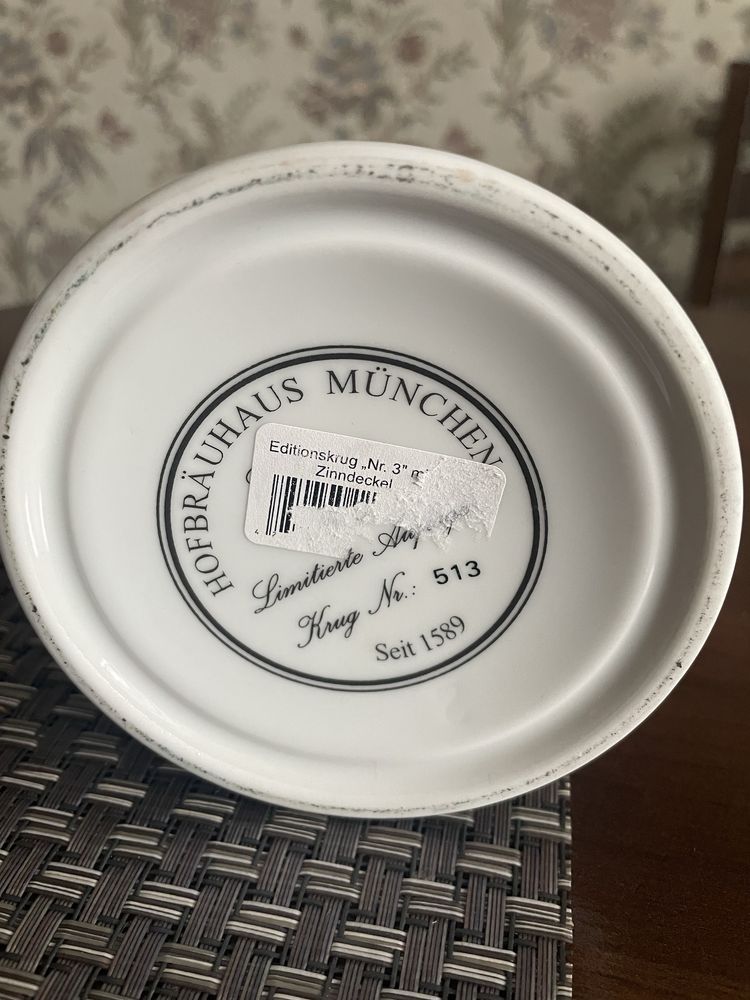 HOFBRÄUHAUS MÜNCHEN
Editionskrug „Nr. 3"
Zinndeckel
Limitierte
Krug Nr.: 513
Seit 1589